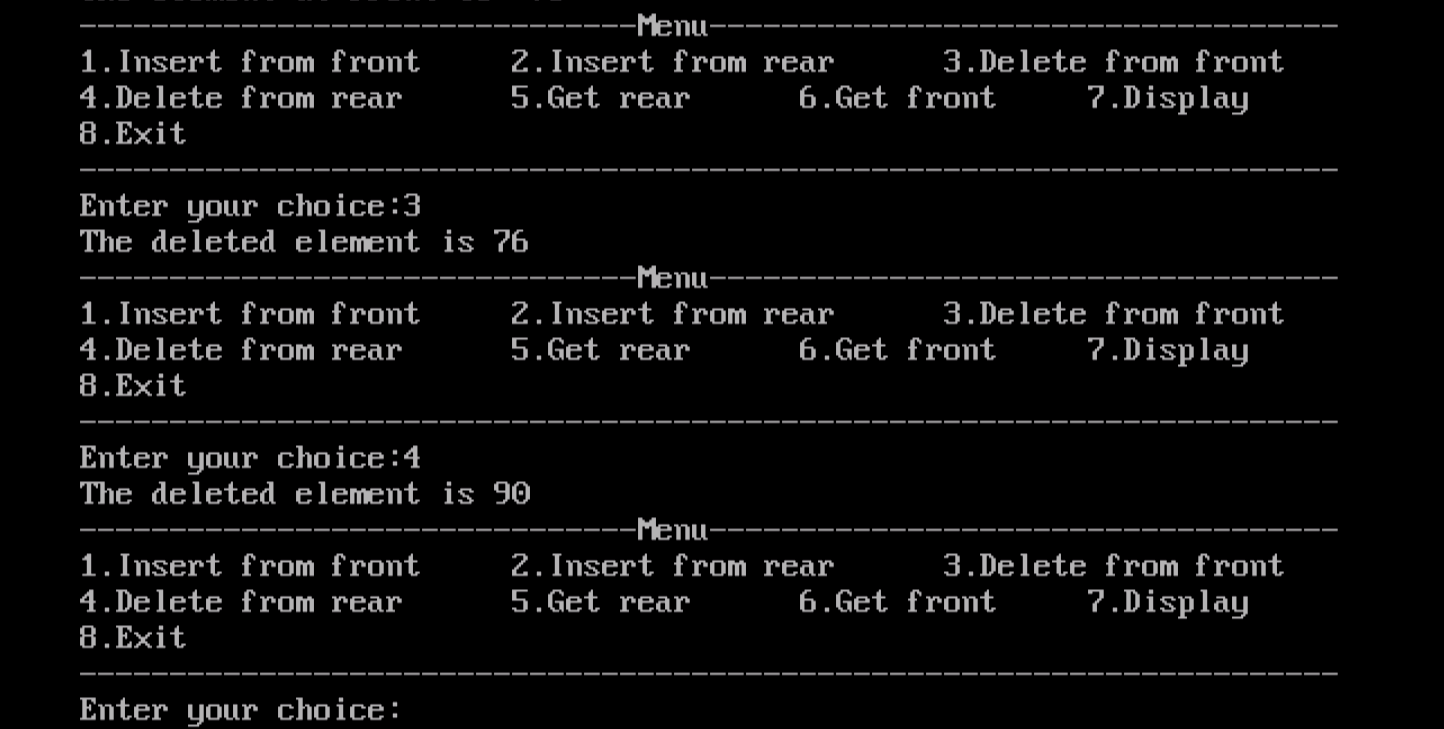 -------------------------------Menu-----------------------------------
1.Insert from front     2.Insert from rear      3.Delete from front
4.Delete from rear      5.Get rear      6.Get front     7.Display
8.Exit
----------------------------------------------------------------------
Enter your choice:3
The deleted element is 76
-------------------------------Menu-----------------------------------
1.Insert from front     2.Insert from rear      3.Delete from front
4.Delete from rear      5.Get rear      6.Get front     7.Display
8.Exit
----------------------------------------------------------------------
Enter your choice:4
The deleted element is 90
-------------------------------Menu-----------------------------------
1.Insert from front     2.Insert from rear      3.Delete from front
4.Delete from rear      5.Get rear      6.Get front     7.Display
8.Exit
----------------------------------------------------------------------
Enter your choice: